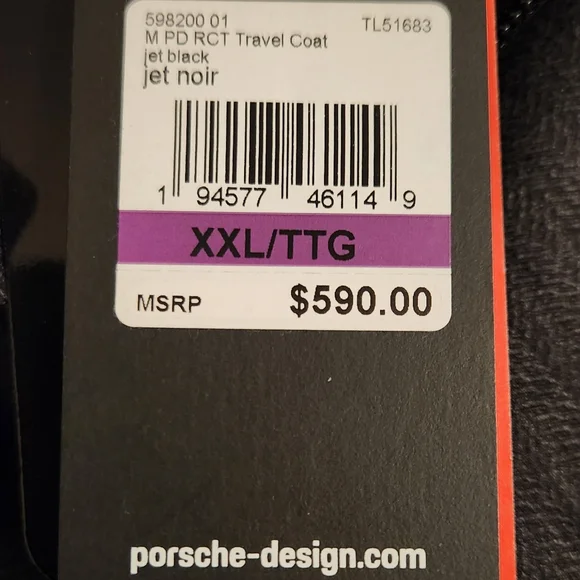 598200 01 TL51683
M PD RCT Travel Coat
jet black
jet noir
1 94577 46114 9
XXL/TTG
MSRP $590.00
porsche-design.com